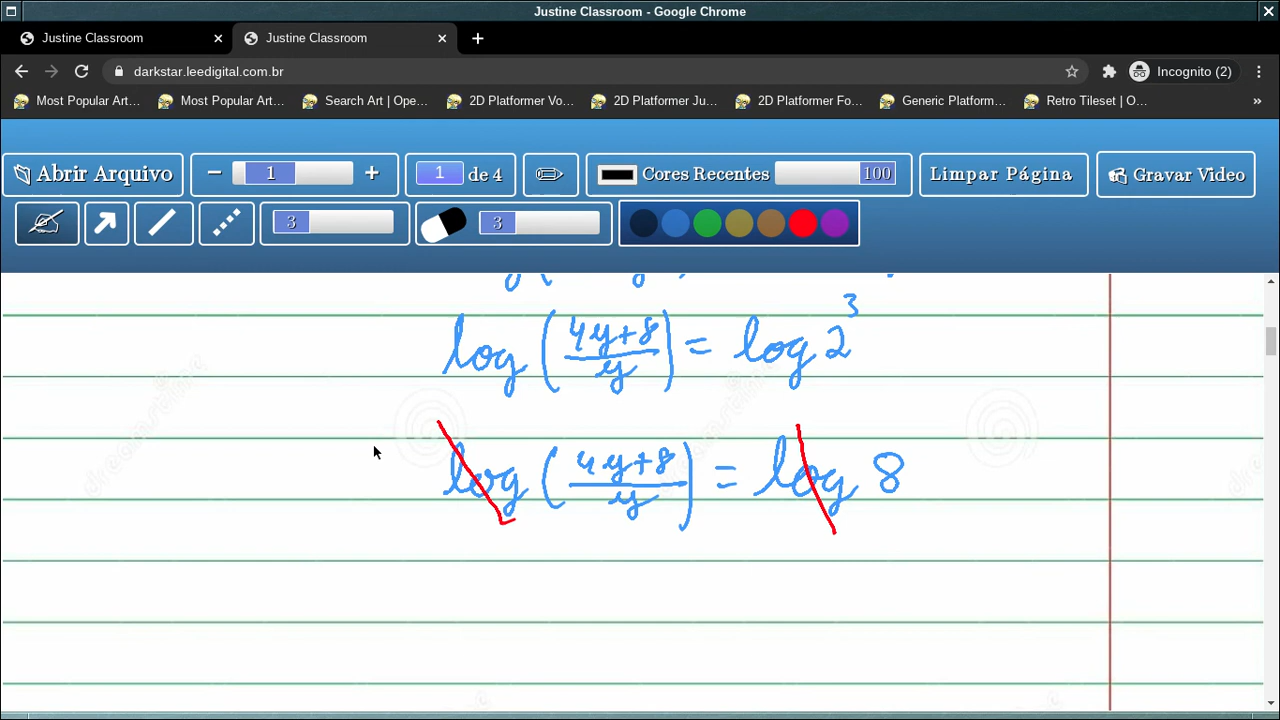 Justine Classroom - Google Chrome
Justine Classroom
Justine Classroom
darkstar.leedigital.com.br
Incognito (2)
Most Popular Art...
Most Popular Art...
Search Art | Ope...
2D Platformer Vo...
2D Platformer Ju...
2D Platformer Fo...
Generic Platform...
Retro Tileset | O...
»
Abrir Arquivo
− 1 +
1 de 4
Cores Recentes 100
Limpar Página
Gravar Video
3
3
log (4y+8/y) = log 2³
log (4y+8/y) = log 8
dreamstime
dreamstime